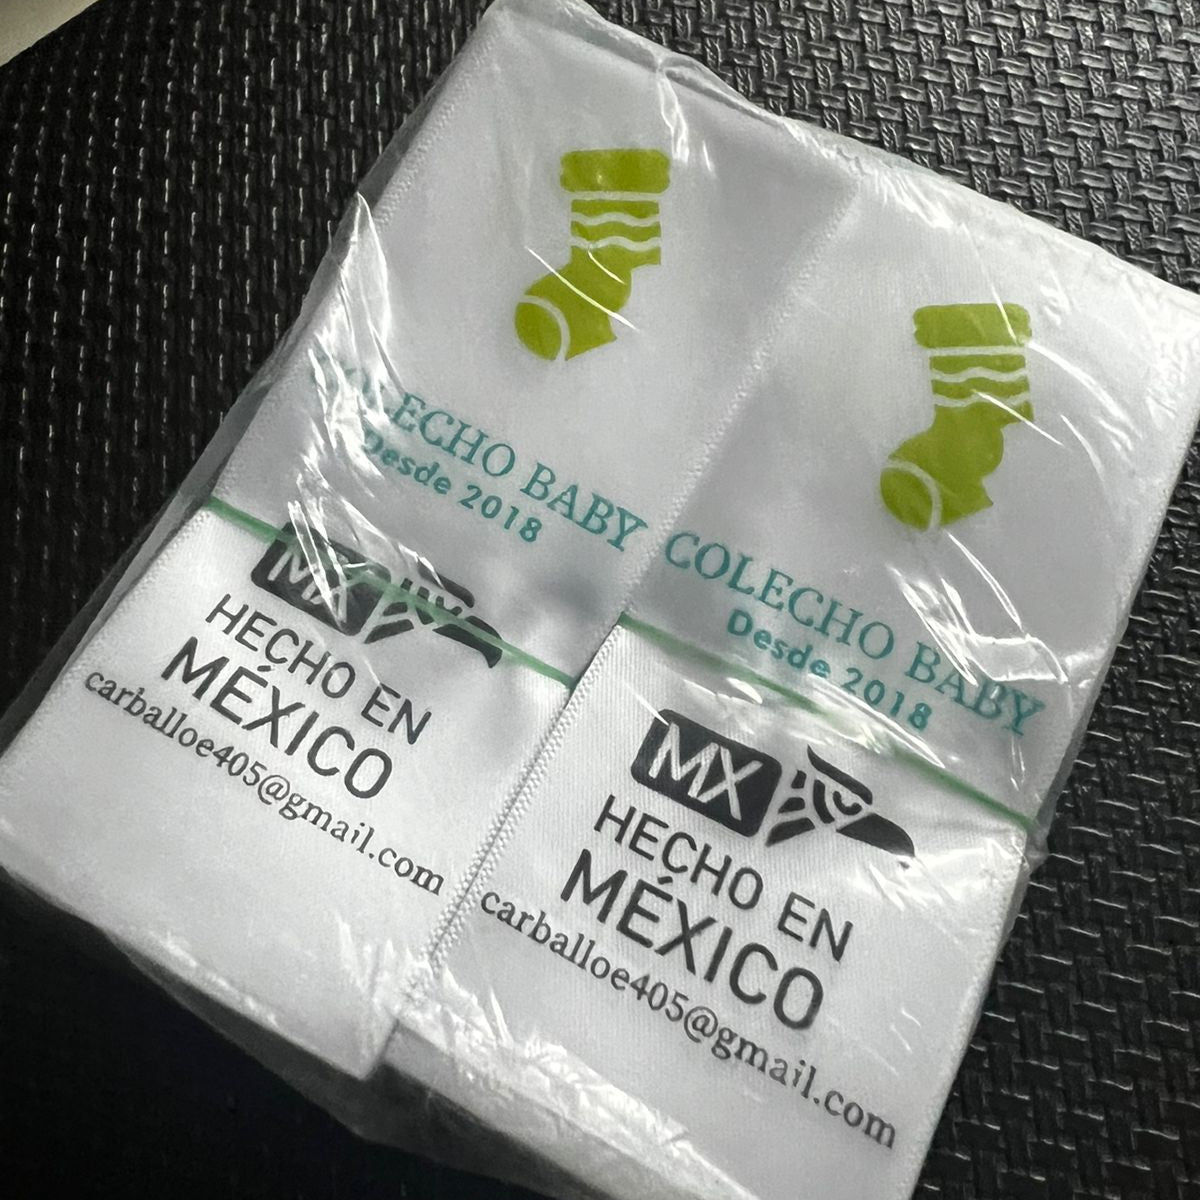 COLECHO BABY
Desde 2018
MX
HECHO EN
MÉXICO
carballoe405@gmail.com
COLECHO BABY
Desde 2018
MX
HECHO EN
MÉXICO
carballoe405@gmail.com